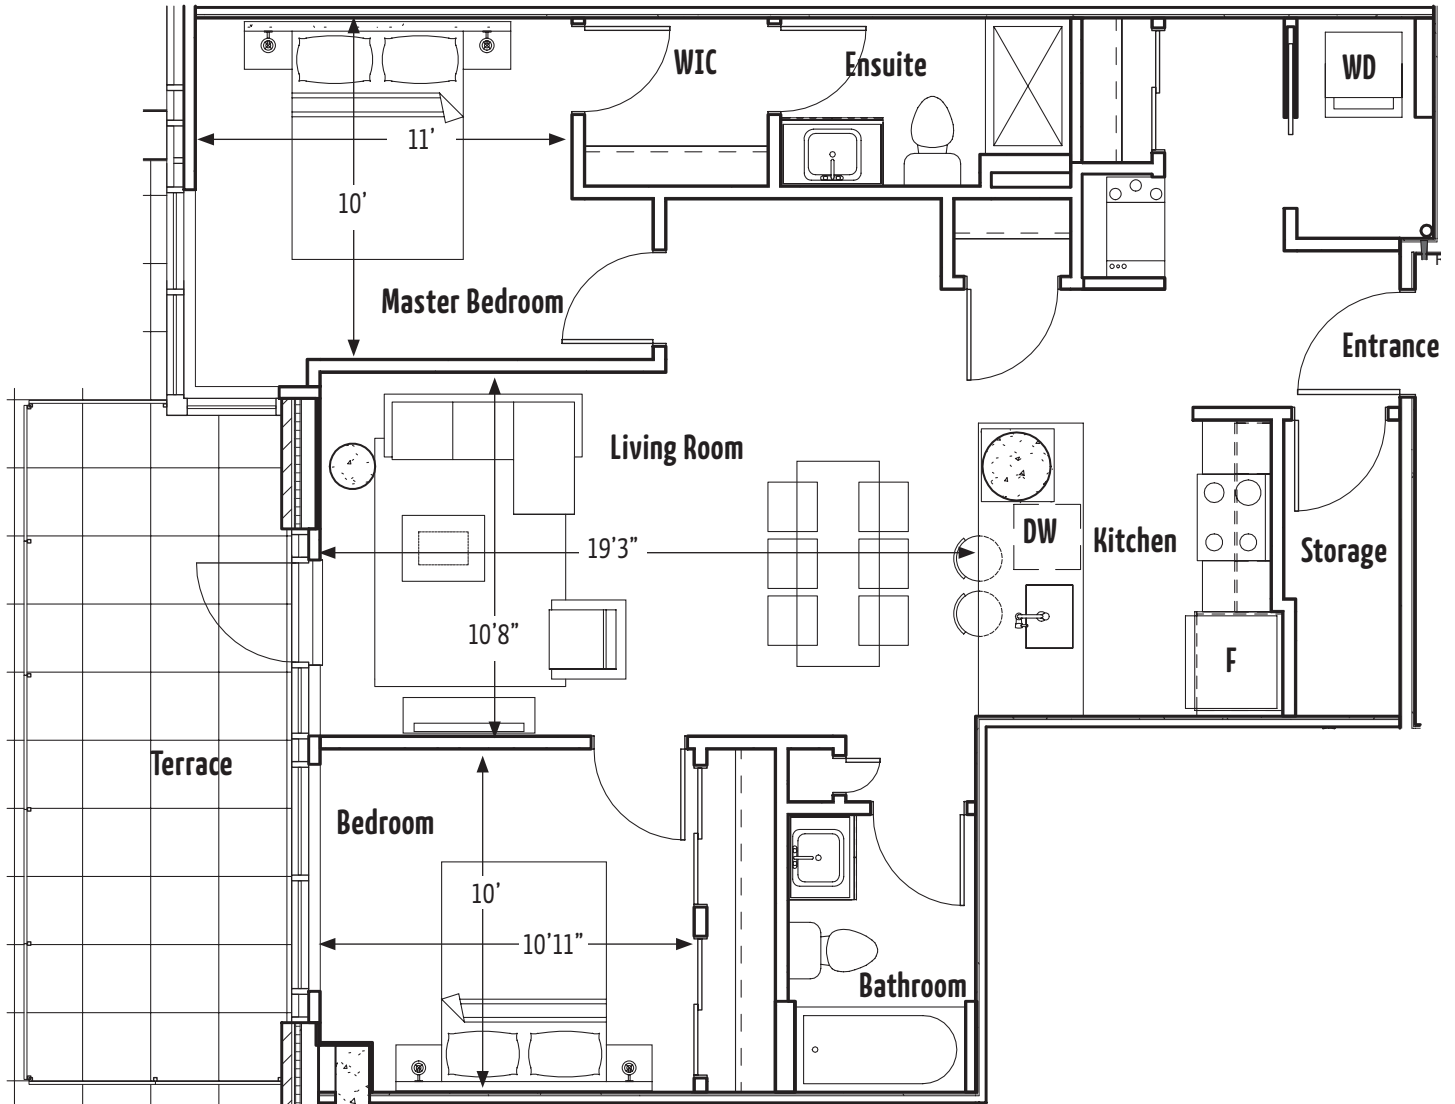 WIC
Ensuite
WD
11’
10’
Master Bedroom
Entrance
Living Room
DW
Kitchen
19’3”
Storage
10’8”
F
Terrace
Bedroom
10’
10’11”
Bathroom